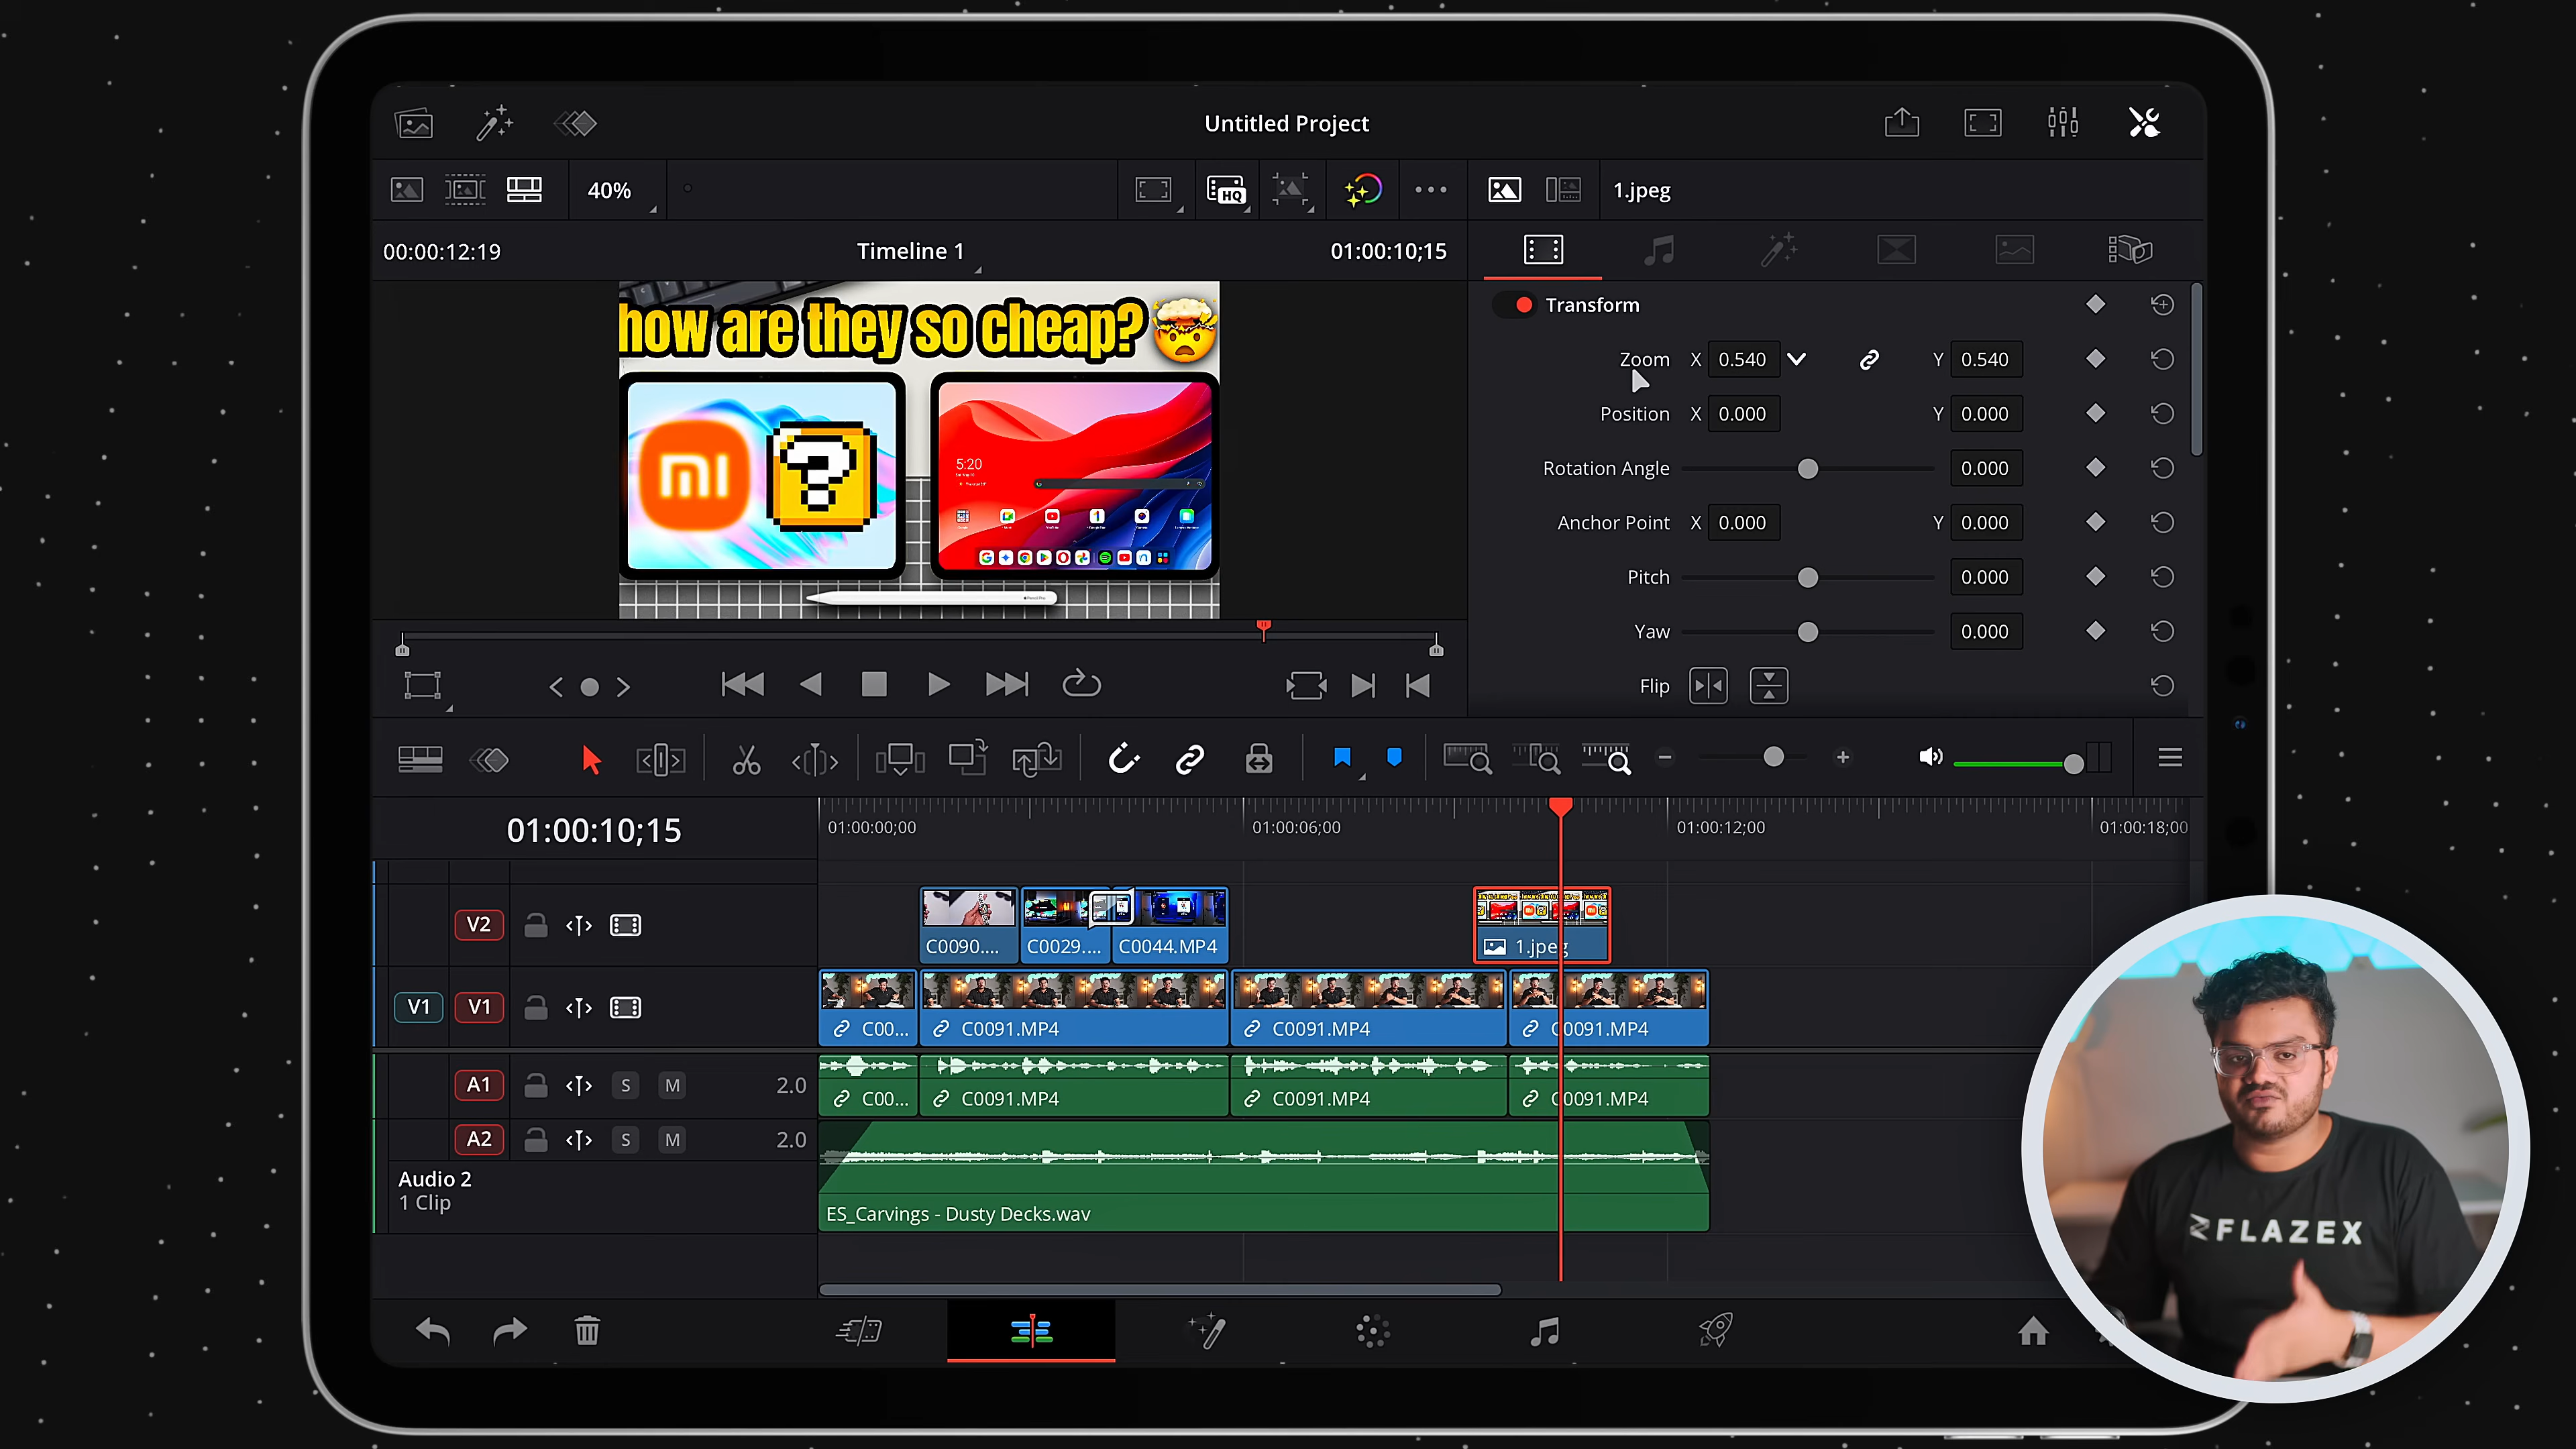 Untitled Project
40%
HQ
1.jpeg
00:00:12:19
Timeline 1
01:00:10;15
how are they so cheap?
mi
?
5:20
Transform
Zoom X 0.540 Y 0.540
Position X 0.000 Y 0.000
Rotation Angle 0.000
Anchor Point X 0.000 Y 0.000
Pitch 0.000
Yaw 0.000
Flip
01:00:10;15
01:00:00;00
01:00:06;00
01:00:12;00
01:00:18;00
V2
C0090....
C0029....
C0044.MP4
1.jpeg
V1 V1
C00...
C0091.MP4
C0091.MP4
C0091.MP4
A1 S M 2.0
C00...
C0091.MP4
C0091.MP4
C0091.MP4
A2 S M 2.0
Audio 2
1 Clip
ES_Carvings - Dusty Decks.wav
FLAZEX